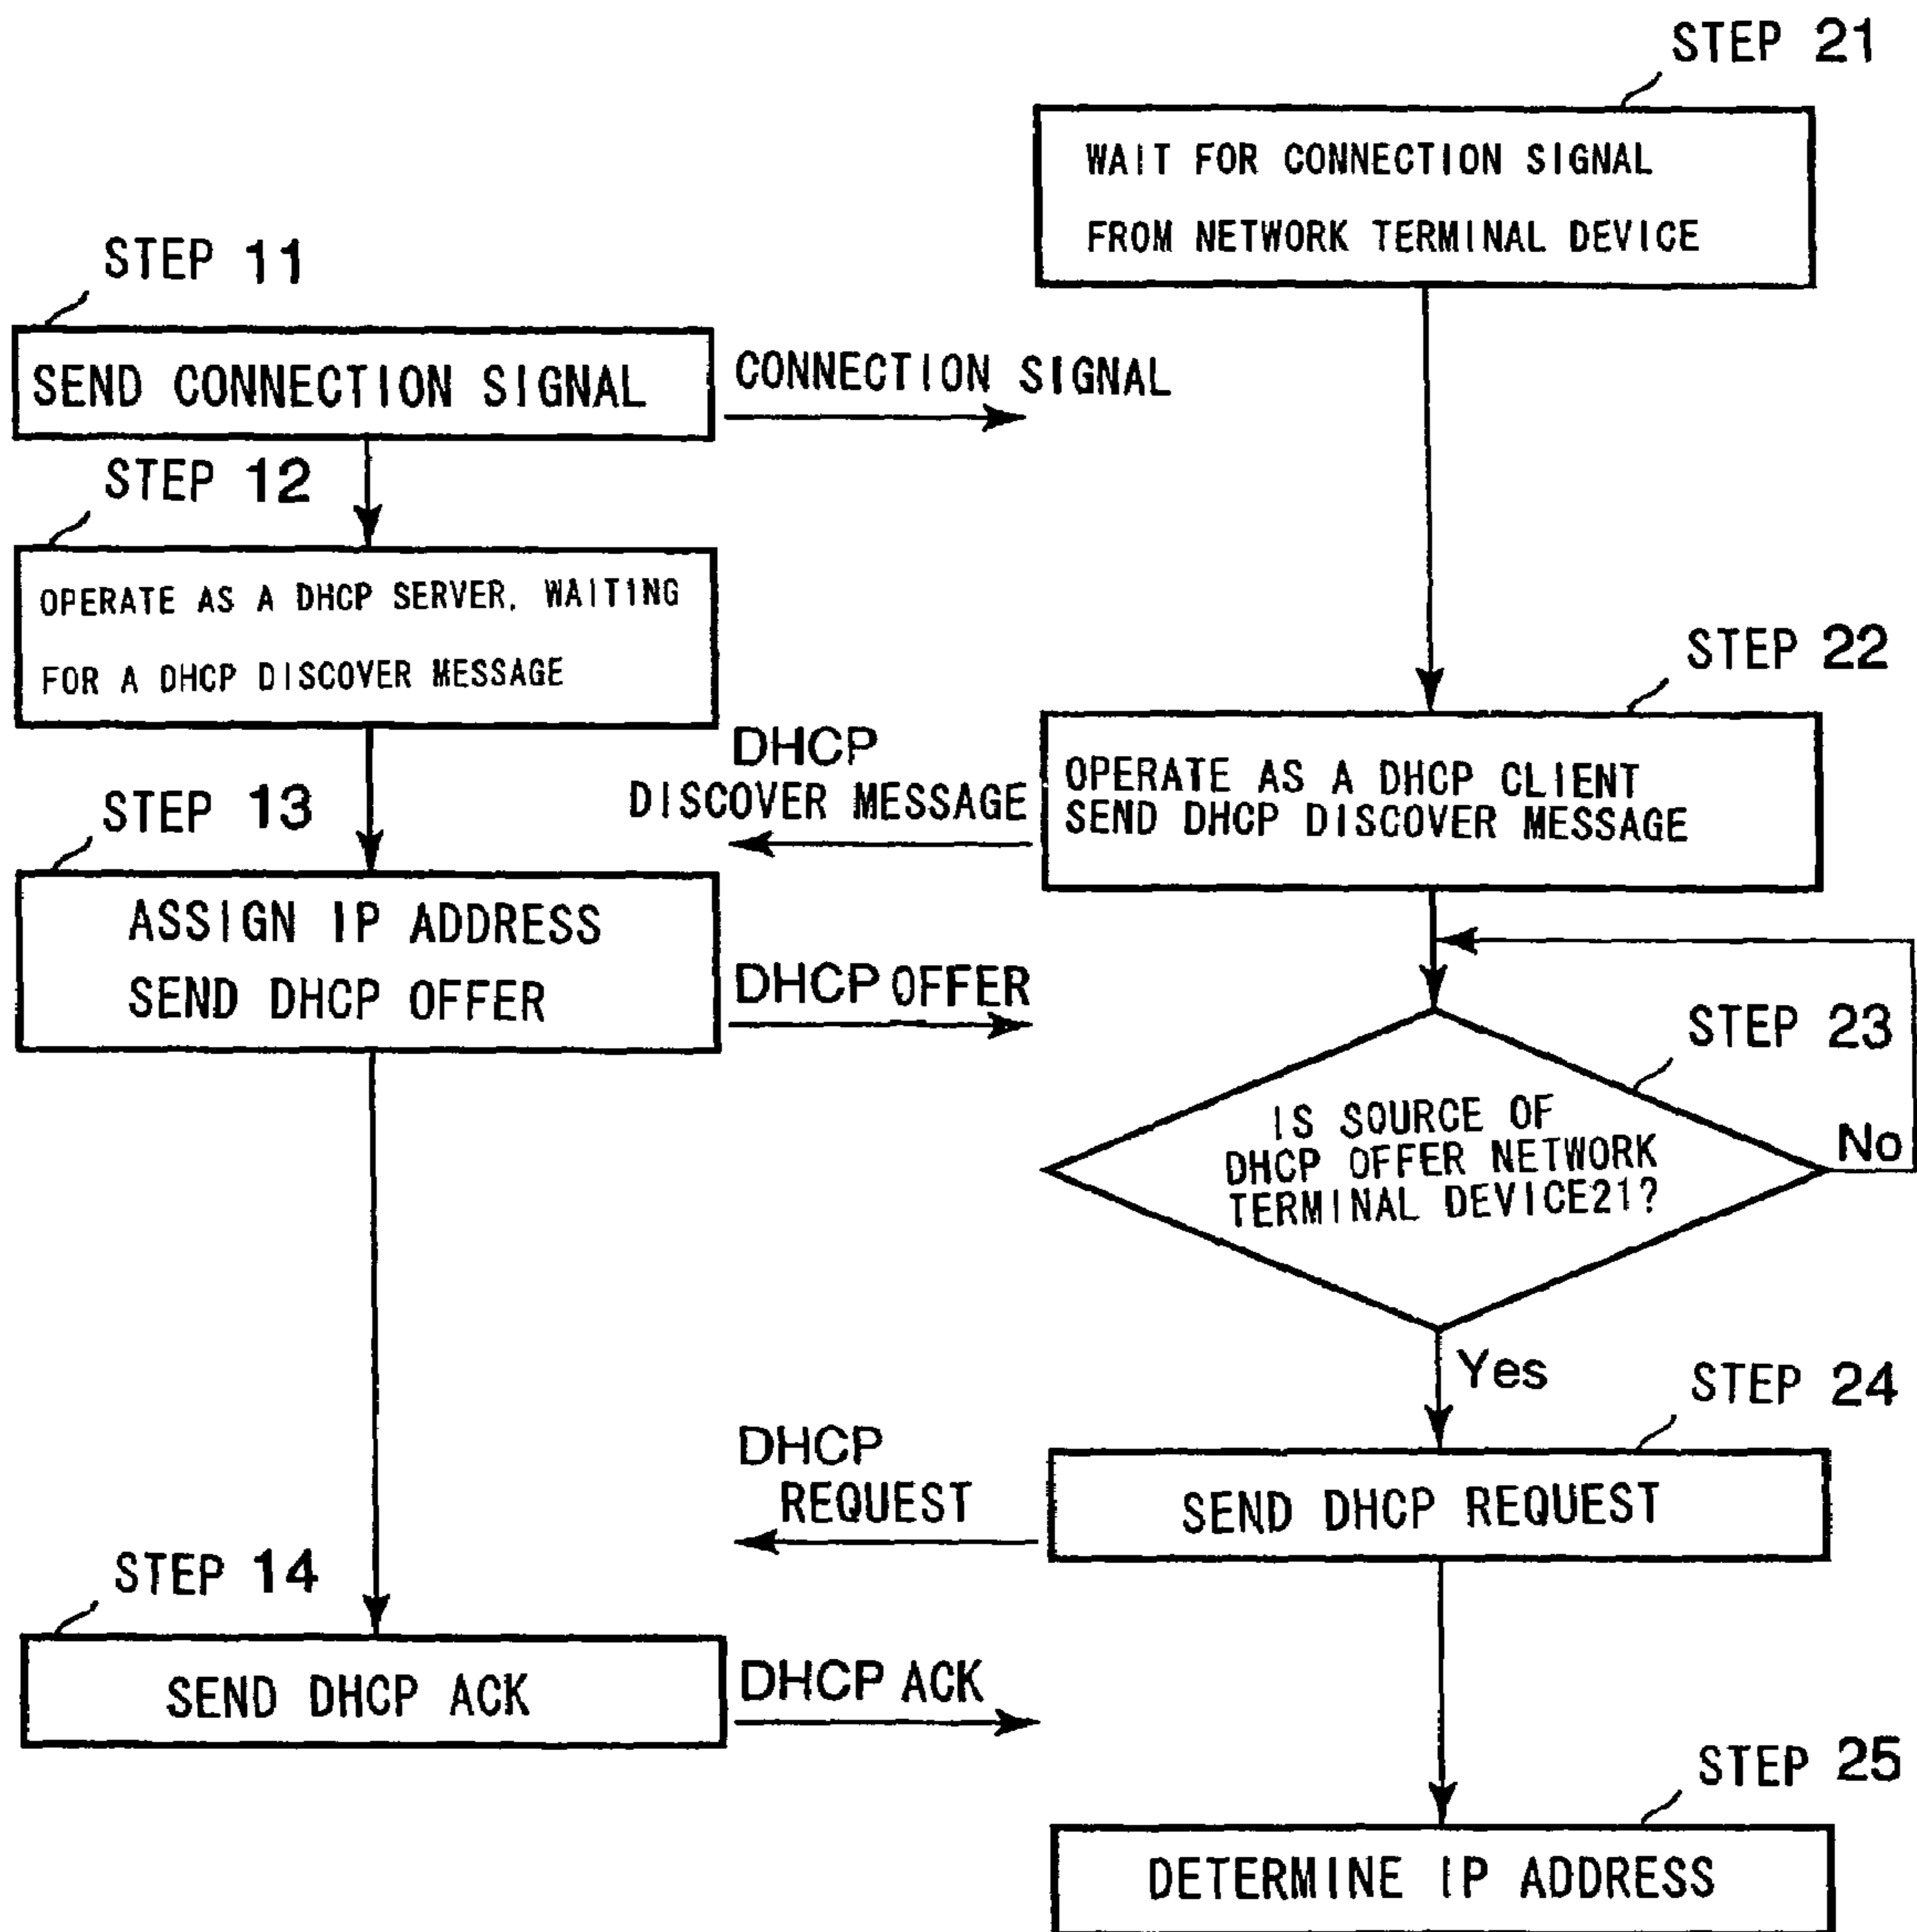 STEP 21
WAIT FOR CONNECTION SIGNAL
FROM NETWORK TERMINAL DEVICE
STEP 11
SEND CONNECTION SIGNAL
CONNECTION SIGNAL
STEP 12
OPERATE AS A DHCP SERVER, WAITING
FOR A DHCP DISCOVER MESSAGE
STEP 22
DHCP
DISCOVER MESSAGE
OPERATE AS A DHCP CLIENT
SEND DHCP DISCOVER MESSAGE
STEP 13
ASSIGN IP ADDRESS
SEND DHCP OFFER
DHCP OFFER
STEP 23
IS SOURCE OF
DHCP OFFER NETWORK
TERMINAL DEVICE21?
No
Yes
STEP 24
DHCP
REQUEST
SEND DHCP REQUEST
STEP 14
SEND DHCP ACK
DHCP ACK
STEP 25
DETERMINE IP ADDRESS